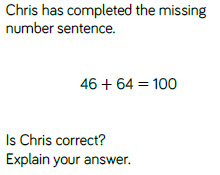 Chris has completed the missing
number sentence.
46 + 64 = 100
Is Chris correct?
Explain your answer.